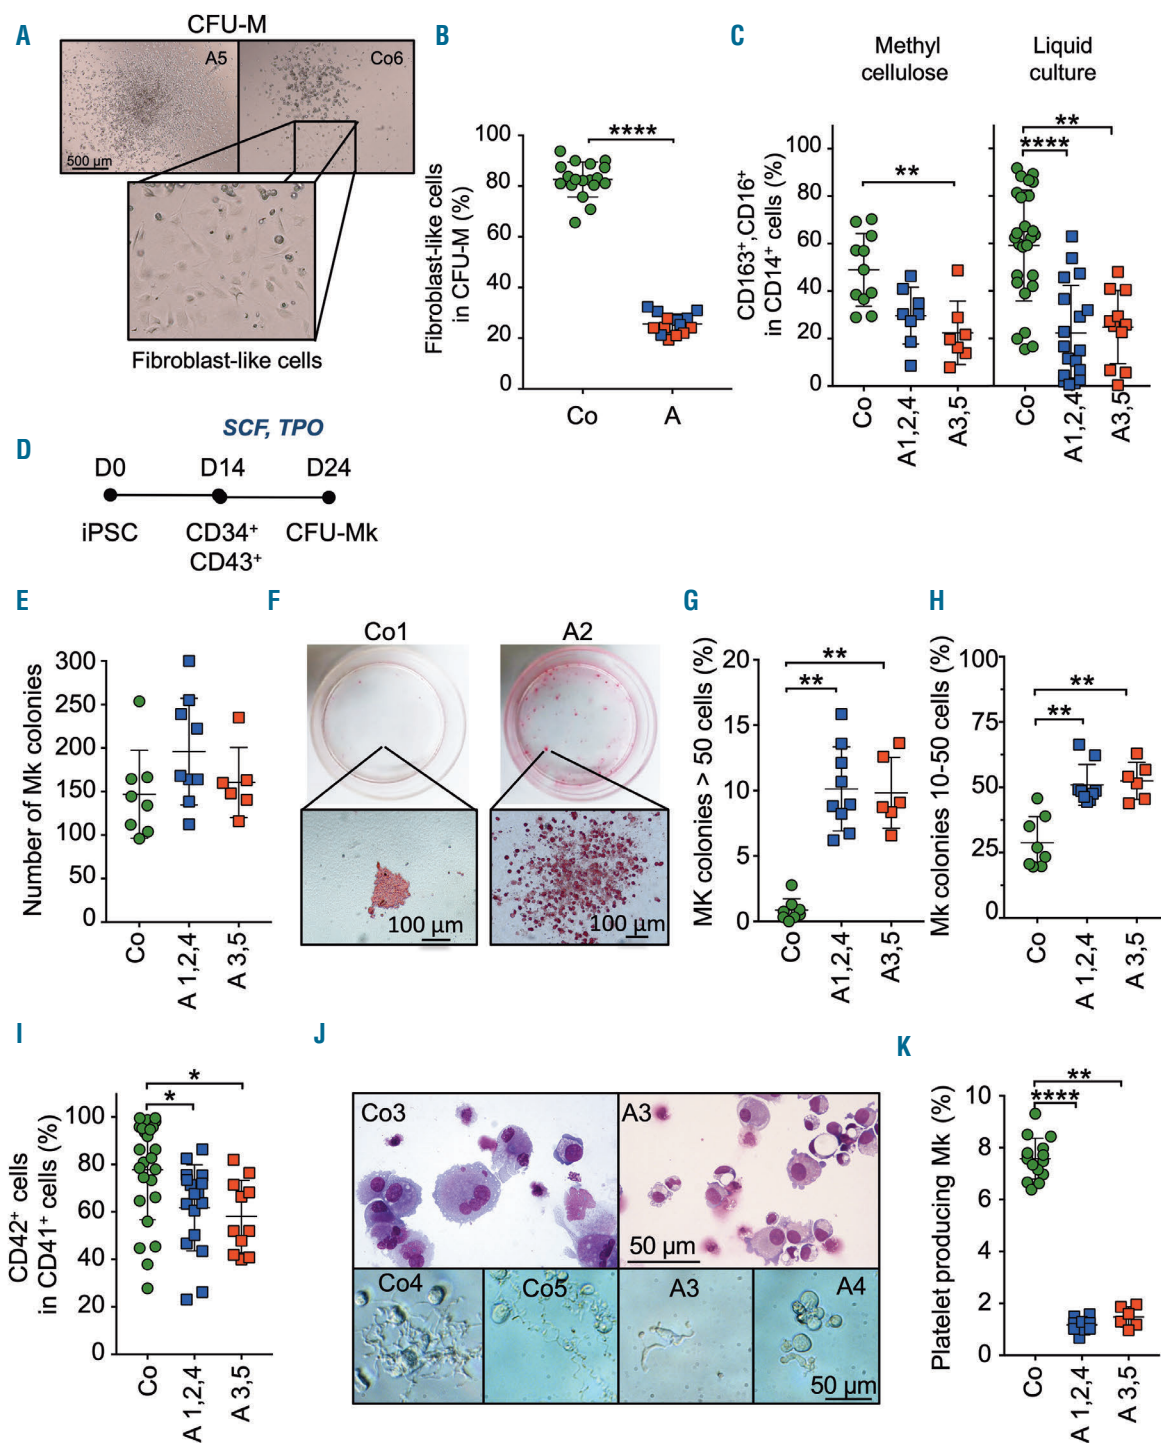 A
CFU-M
A5
Co6
500 µm
Fibroblast-like cells
B
Fibroblast-like cells
in CFU-M (%)
100
80
60
40
20
0
****
Co
A
C
Methyl
cellulose
Liquid
culture
CD163⁺,CD16⁺
in CD14⁺ cells (%)
100
80
60
40
20
0
**
****
**
Co
A1,2,4
A3,5
Co
A1,2,4
A3,5
D
SCF, TPO
D0
D14
D24
iPSC
CD34⁺
CD43⁺
CFU-Mk
E
Number of Mk colonies
300
250
200
150
100
50
0
Co
A 1,2,4
A 3,5
F
Co1
A2
100 µm
100 µm
G
MK colonies > 50 cells (%)
20
15
10
5
0
**
**
Co
A1,2,4
A3,5
H
Mk colonies 10-50 cells (%)
100
75
50
25
0
**
**
Co
A 1,2,4
A 3,5
I
CD42⁺ cells
in CD41⁺ cells (%)
100
80
60
40
20
0
*
*
Co
A 1,2,4
A 3,5
J
Co3
A3
50 µm
Co4
Co5
A3
A4
50 µm
K
Platelet producing Mk (%)
10
8
6
4
2
0
**
****
Co
A 1,2,4
A 3,5